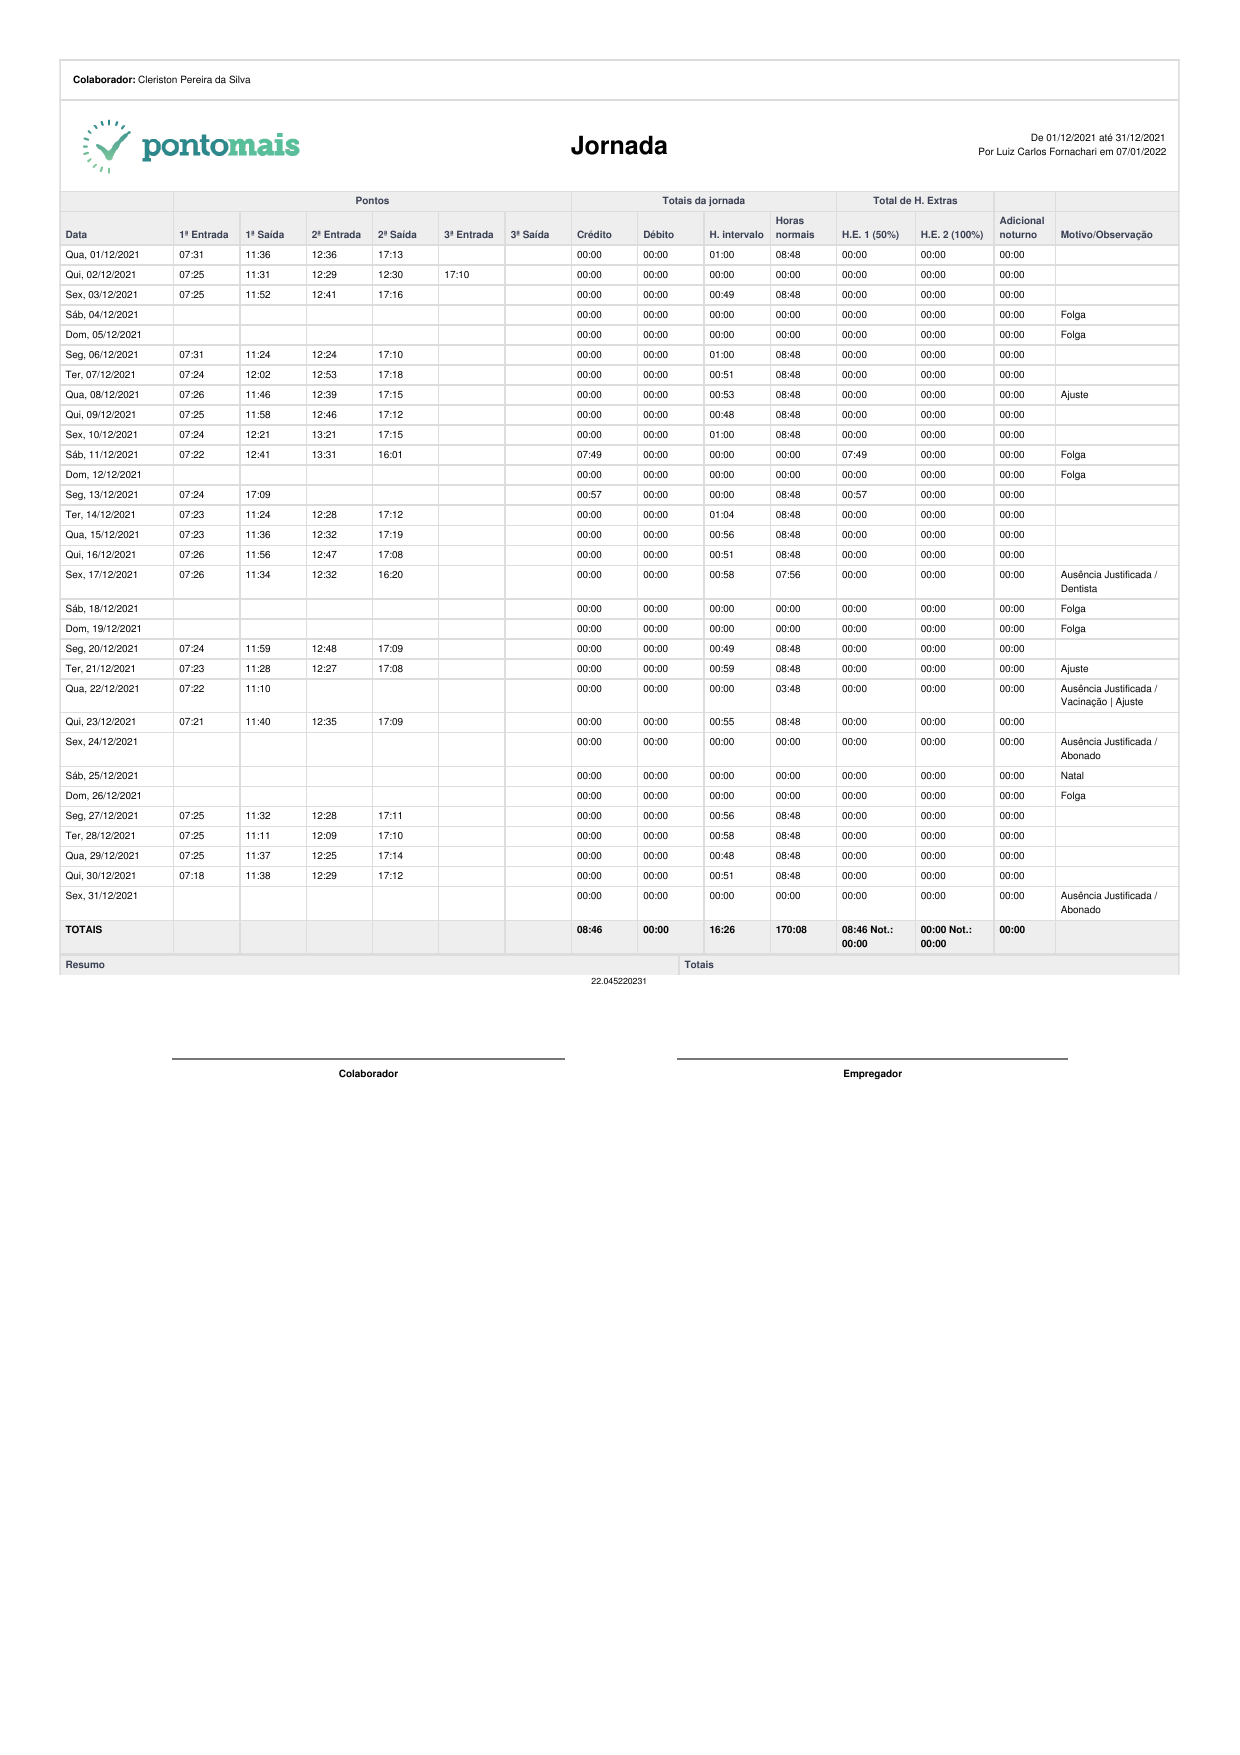 Colaborador: Cleriston Pereira da Silva
pontomais
Jornada
De 01/12/2021 até 31/12/2021
Por Luiz Carlos Fornachari em 07/01/2022
Pontos Totais da jornada Total de H. Extras
Data 1ª Entrada 1ª Saída 2ª Entrada 2ª Saída 3ª Entrada 3ª Saída Crédito Débito H. intervalo Horas normais H.E. 1 (50%) H.E. 2 (100%) Adicional noturno Motivo/Observação
Qua, 01/12/2021 07:31 11:36 12:36 17:13 00:00 00:00 01:00 08:48 00:00 00:00 00:00
Qui, 02/12/2021 07:25 11:31 12:29 12:30 17:10 00:00 00:00 00:00 00:00 00:00 00:00 00:00
Sex, 03/12/2021 07:25 11:52 12:41 17:16 00:00 00:00 00:49 08:48 00:00 00:00 00:00
Sáb, 04/12/2021 00:00 00:00 00:00 00:00 00:00 00:00 00:00 Folga
Dom, 05/12/2021 00:00 00:00 00:00 00:00 00:00 00:00 00:00 Folga
Seg, 06/12/2021 07:31 11:24 12:24 17:10 00:00 00:00 01:00 08:48 00:00 00:00 00:00
Ter, 07/12/2021 07:24 12:02 12:53 17:18 00:00 00:00 00:51 08:48 00:00 00:00 00:00
Qua, 08/12/2021 07:26 11:46 12:39 17:15 00:00 00:00 00:53 08:48 00:00 00:00 00:00 Ajuste
Qui, 09/12/2021 07:25 11:58 12:46 17:12 00:00 00:00 00:48 08:48 00:00 00:00 00:00
Sex, 10/12/2021 07:24 12:21 13:21 17:15 00:00 00:00 01:00 08:48 00:00 00:00 00:00
Sáb, 11/12/2021 07:22 12:41 13:31 16:01 07:49 00:00 00:00 00:00 07:49 00:00 00:00 Folga
Dom, 12/12/2021 00:00 00:00 00:00 00:00 00:00 00:00 00:00 Folga
Seg, 13/12/2021 07:24 17:09 00:57 00:00 00:00 08:48 00:57 00:00 00:00
Ter, 14/12/2021 07:23 11:24 12:28 17:12 00:00 00:00 01:04 08:48 00:00 00:00 00:00
Qua, 15/12/2021 07:23 11:36 12:32 17:19 00:00 00:00 00:56 08:48 00:00 00:00 00:00
Qui, 16/12/2021 07:26 11:56 12:47 17:08 00:00 00:00 00:51 08:48 00:00 00:00 00:00
Sex, 17/12/2021 07:26 11:34 12:32 16:20 00:00 00:00 00:58 07:56 00:00 00:00 00:00 Ausência Justificada /
Dentista
Sáb, 18/12/2021 00:00 00:00 00:00 00:00 00:00 00:00 00:00 Folga
Dom, 19/12/2021 00:00 00:00 00:00 00:00 00:00 00:00 00:00 Folga
Seg, 20/12/2021 07:24 11:59 12:48 17:09 00:00 00:00 00:49 08:48 00:00 00:00 00:00
Ter, 21/12/2021 07:23 11:28 12:27 17:08 00:00 00:00 00:59 08:48 00:00 00:00 00:00 Ajuste
Qua, 22/12/2021 07:22 11:10 00:00 00:00 00:00 03:48 00:00 00:00 00:00 Ausência Justificada /
Vacinação | Ajuste
Qui, 23/12/2021 07:21 11:40 12:35 17:09 00:00 00:00 00:55 08:48 00:00 00:00 00:00
Sex, 24/12/2021 00:00 00:00 00:00 00:00 00:00 00:00 00:00 Ausência Justificada /
Abonado
Sáb, 25/12/2021 00:00 00:00 00:00 00:00 00:00 00:00 00:00 Natal
Dom, 26/12/2021 00:00 00:00 00:00 00:00 00:00 00:00 00:00 Folga
Seg, 27/12/2021 07:25 11:32 12:28 17:11 00:00 00:00 00:56 08:48 00:00 00:00 00:00
Ter, 28/12/2021 07:25 11:11 12:09 17:10 00:00 00:00 00:58 08:48 00:00 00:00 00:00
Qua, 29/12/2021 07:25 11:37 12:25 17:14 00:00 00:00 00:48 08:48 00:00 00:00 00:00
Qui, 30/12/2021 07:18 11:38 12:29 17:12 00:00 00:00 00:51 08:48 00:00 00:00 00:00
Sex, 31/12/2021 00:00 00:00 00:00 00:00 00:00 00:00 00:00 Ausência Justificada /
Abonado
TOTAIS 08:46 00:00 16:26 170:08 08:46 Not.: 00:00 00:00 Not.: 00:00 00:00
Resumo Totais
22.045220231
Colaborador Empregador